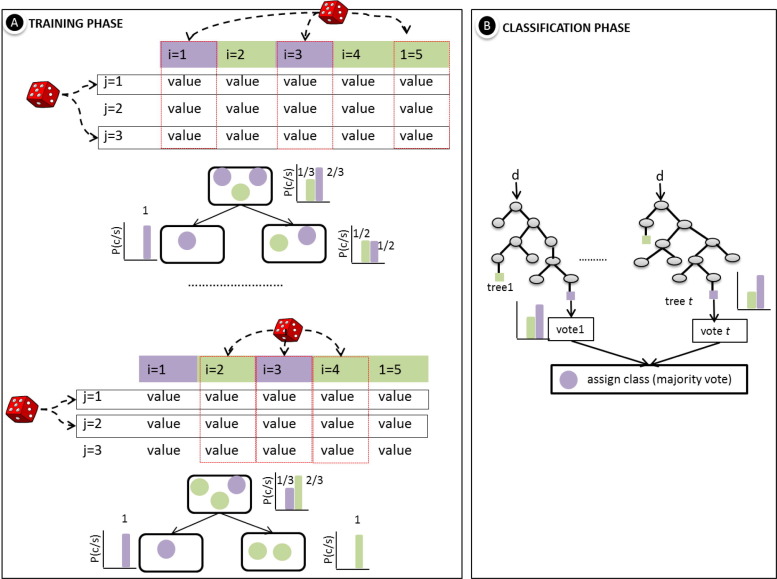 A TRAINING PHASE
i=1 i=2 i=3 i=4 1=5
j=1 value value value value value
j=2 value value value value value
j=3 value value value value value
P(c/s) 1/3 2/3
P(c/s) 1
P(c/s) 1/2 1/2
i=1 i=2 i=3 i=4 1=5
j=1 value value value value value
j=2 value value value value value
j=3 value value value value value
P(c/s) 1/3 2/3
P(c/s) 1
P(c/s) 1
B CLASSIFICATION PHASE
d d
tree1 tree t
vote1 vote t
assign class (majority vote)